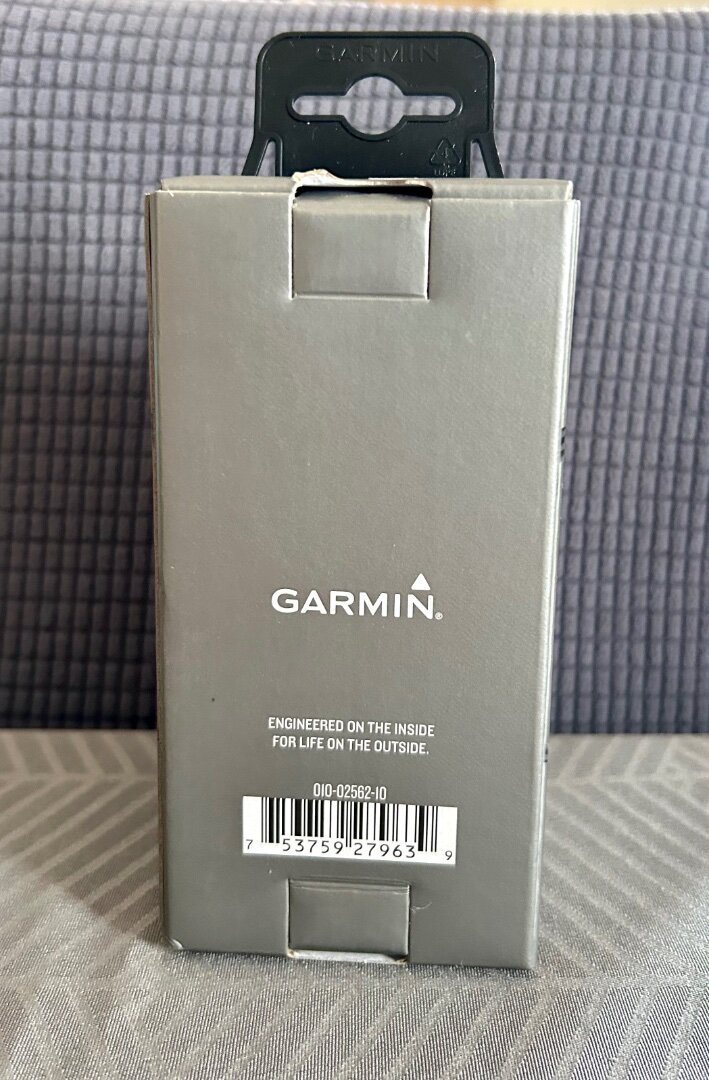 GARMIN
GARMIN®
ENGINEERED ON THE INSIDE
FOR LIFE ON THE OUTSIDE.
010-02562-10
7 53759 27963 9